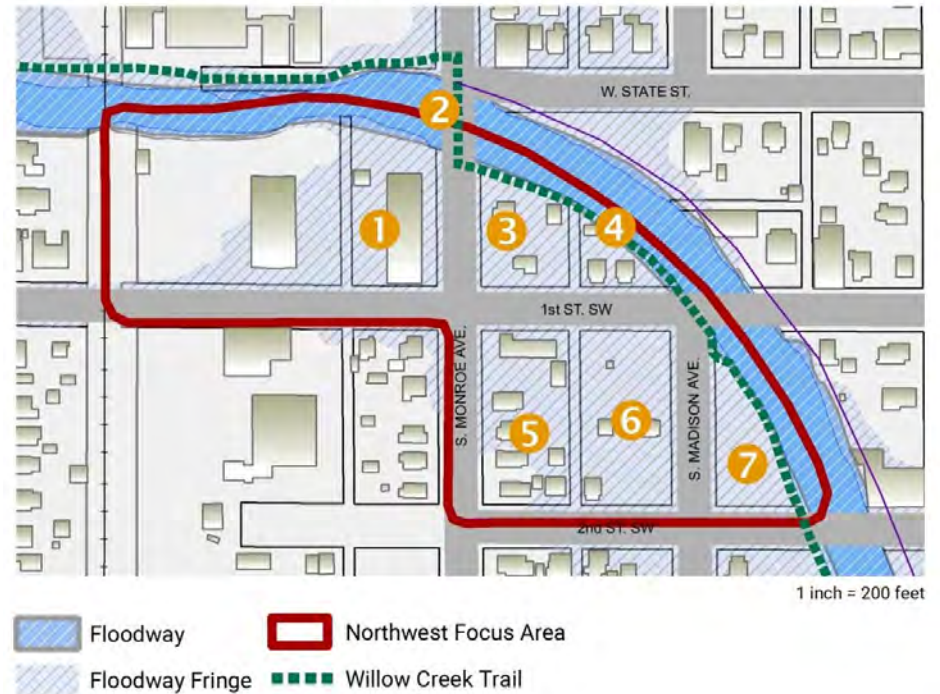 W. STATE ST.
2
1
3
4
1st ST. SW
S. MONROE AVE.
S. MADISON AVE.
5
6
7
2nd ST. SW
1 inch = 200 feet
Floodway
Northwest Focus Area
Floodway Fringe
Willow Creek Trail